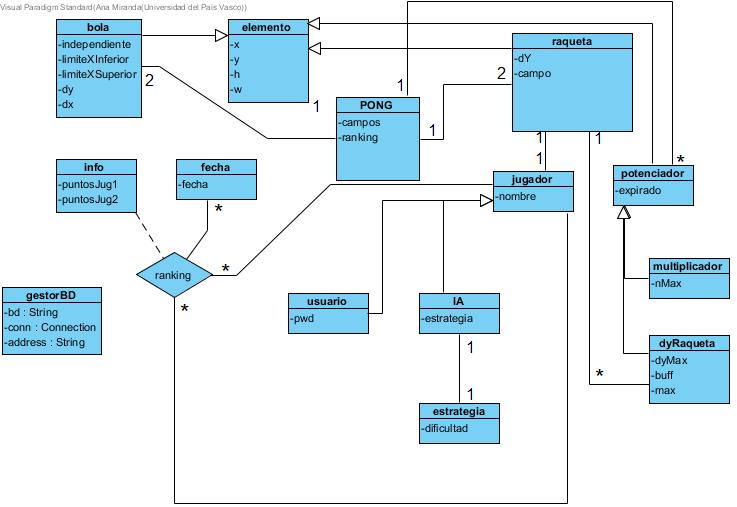 Visual Paradigm Standard(Ana Miranda(Universidad del Pais Vasco))
bola
-independiente
-limiteXInferior
-limiteXSuperior
-dy
-dx
2
elemento
-x
-y
-h
-w
1
PONG
-campos
-ranking
1
1
raqueta
-dY
-campo
2
1
1
1
info
-puntosJug1
-puntosJug2
fecha
-fecha
*
jugador
-nombre
*
potenciador
-expirado
ranking
*
*
multiplicador
-nMax
gestorBD
-bd : String
-conn : Connection
-address : String
usuario
-pwd
IA
-estrategia
1
1
estrategia
-dificultad
dyRaqueta
-dyMax
-buff
-max
*